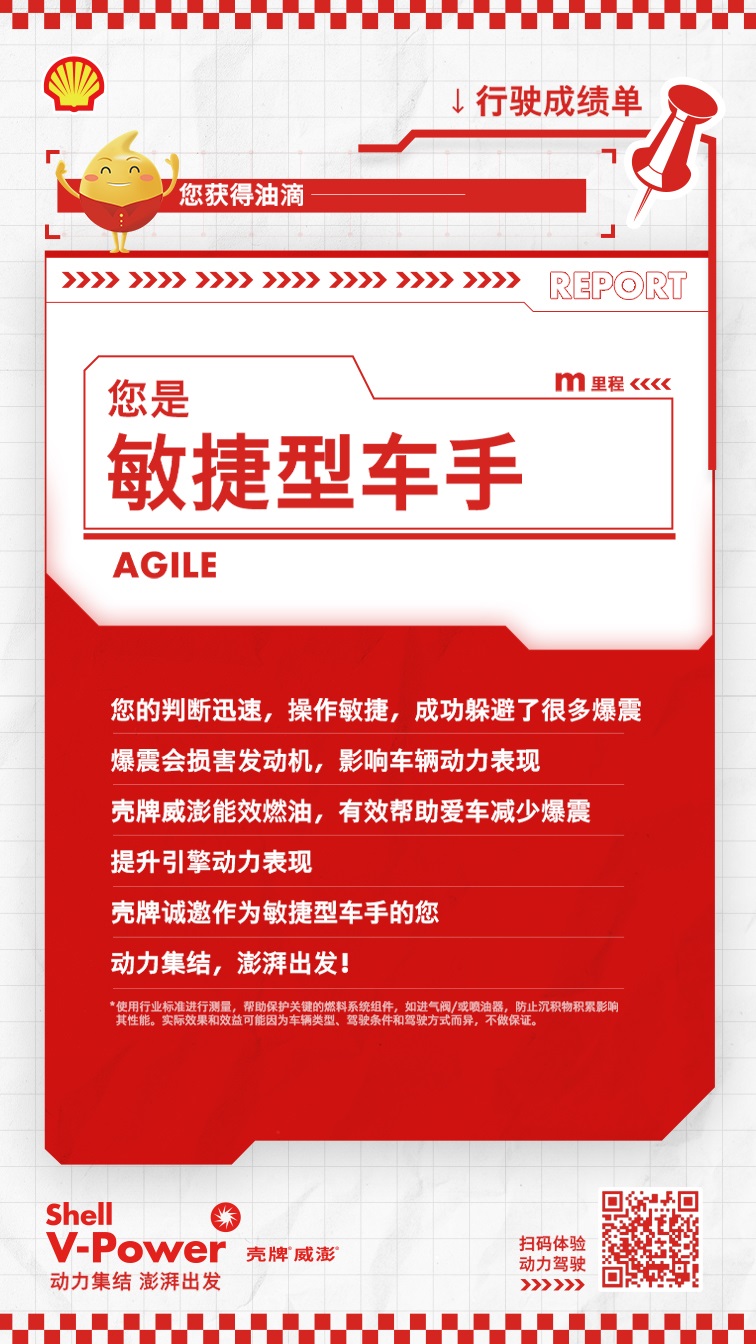 ↓行驶成绩单
您获得油滴
REPORT
m 里程
您是
敏捷型车手
AGILE
您的判断迅速，操作敏捷，成功躲避了很多爆震
爆震会损害发动机，影响车辆动力表现
壳牌威澎能效燃油，有效帮助爱车减少爆震
提升引擎动力表现
壳牌诚邀作为敏捷型车手的您
动力集结，澎湃出发！
*使用行业标准进行测量，帮助保护关键的燃料系统组件，如进气阀/或喷油器，防止沉积物积累影响
其性能。实际效果和效益可能因为车辆类型、驾驶条件和驾驶方式而异，不做保证。
Shell
V-Power
壳牌®威澎®
动力集结 澎湃出发
扫码体验
动力驾驶